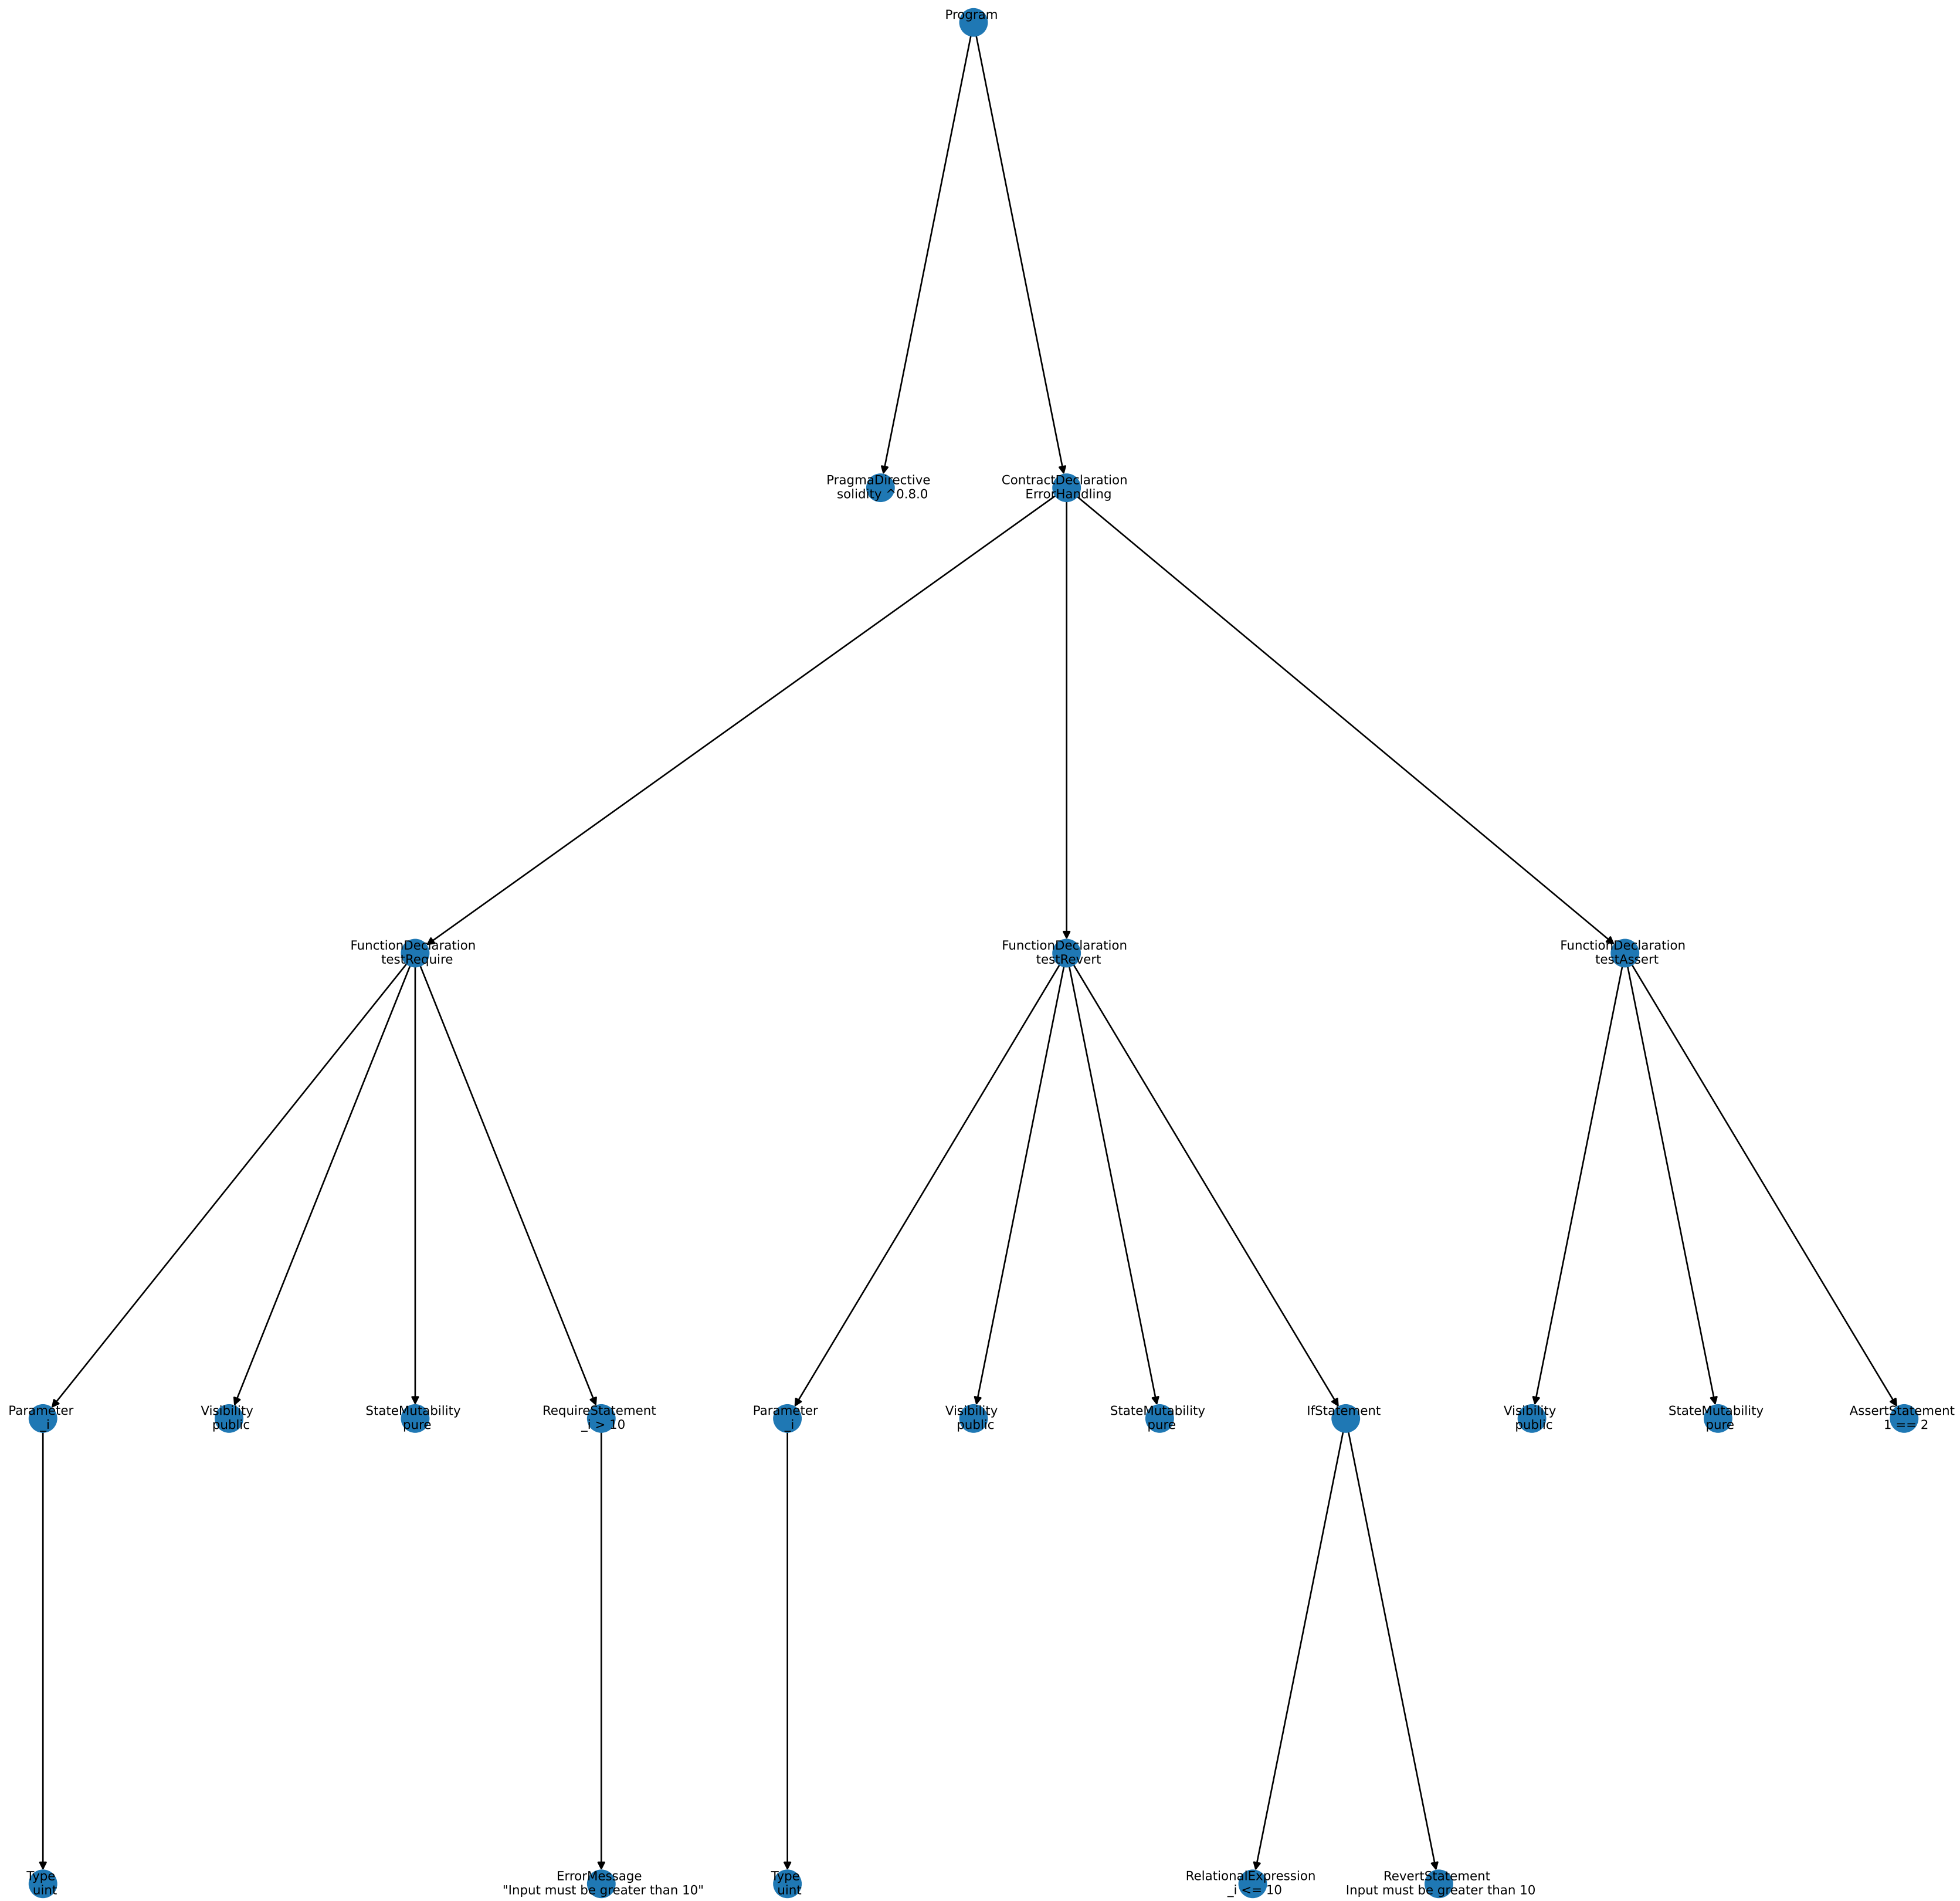 Program
PragmaDirective
solidity ^0.8.0
ContractDeclaration
ErrorHandling
FunctionDeclaration
testRequire
FunctionDeclaration
testRevert
FunctionDeclaration
testAssert
Parameter
_i
Visibility
public
StateMutability
pure
RequireStatement
_i > 10
Parameter
_i
Visibility
public
StateMutability
pure
IfStatement
Visibility
public
StateMutability
pure
AssertStatement
1 == 2
Type
uint
ErrorMessage
"Input must be greater than 10"
Type
uint
RelationalExpression
_i <= 10
RevertStatement
Input must be greater than 10